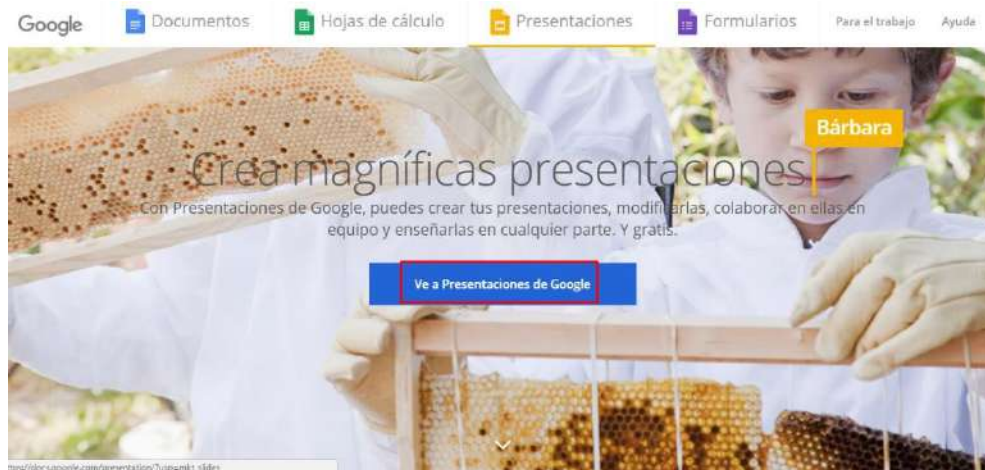 Google
Documentos
Hojas de cálculo
Presentaciones
Formularios
Para el trabajo
Ayuda
Bárbara
Crea magníficas presentaciones
Con Presentaciones de Google, puedes crear tus presentaciones, modificarlas, colaborar en ellas en
equipo y enseñarlas en cualquier parte. Y gratis.
Ve a Presentaciones de Google